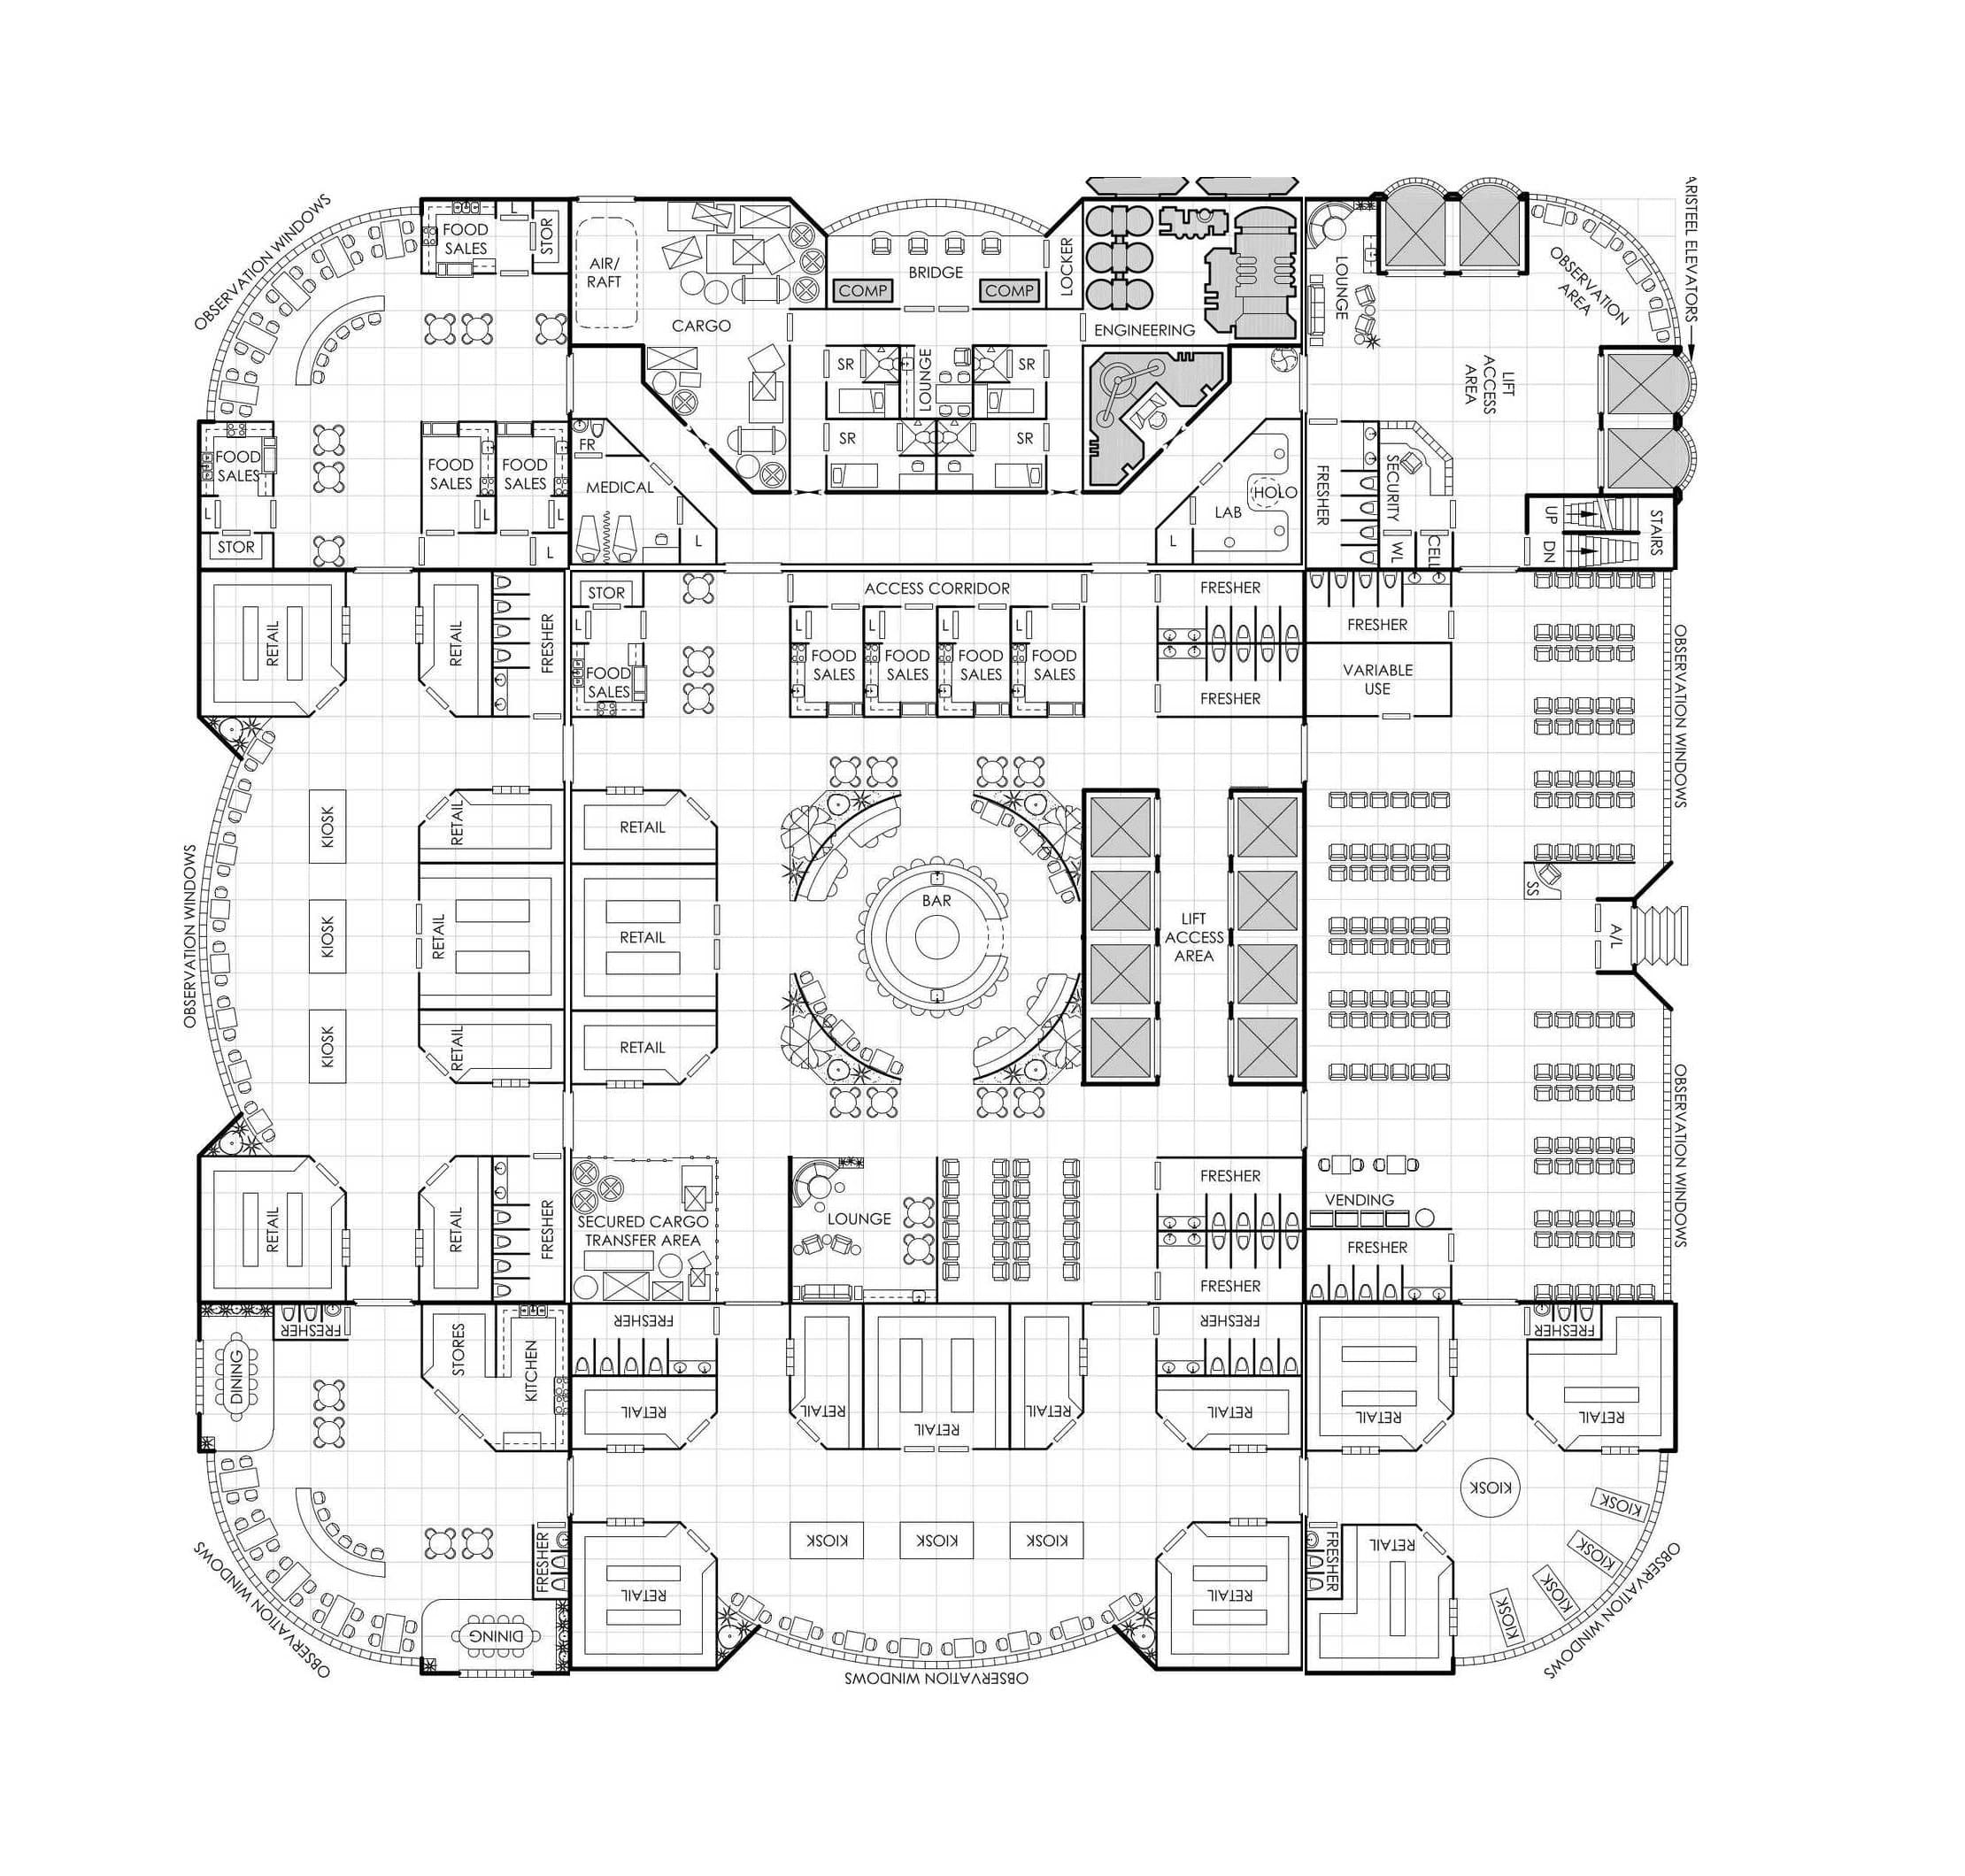 OBSERVATION WINDOWS
FOOD
SALES
L
STOR
AIR/
RAFT
CARGO
BRIDGE
COMP
COMP
LOCKER
ENGINEERING
LOUNGE
OBSERVATION
AREA
ARISTEEL ELEVATORS
LIFT
ACCESS
AREA
SR
SR
LOUNGE
SR
SR
FOOD
SALES
L
STOR
FOOD
SALES
L
FOOD
SALES
L
L
FR
MEDICAL
L
LAB
HOLO
L
FRESHER
SECURITY
WL
CELL
UP
DN
STAIRS
RETAIL
RETAIL
FRESHER
STOR
L
FOOD
SALES
ACCESS CORRIDOR
L
FOOD
SALES
L
FOOD
SALES
L
FOOD
SALES
L
FOOD
SALES
FRESHER
FRESHER
FRESHER
VARIABLE
USE
OBSERVATION WINDOWS
OBSERVATION WINDOWS
KIOSK
KIOSK
KIOSK
RETAIL
RETAIL
RETAIL
RETAIL
RETAIL
RETAIL
BAR
LIFT
ACCESS
AREA
SS
A/L
OBSERVATION WINDOWS
RETAIL
RETAIL
FRESHER
SECURED CARGO
TRANSFER AREA
LOUNGE
FRESHER
FRESHER
VENDING
FRESHER
DINING
FRESHER
STORES
KITCHEN
FRESHER
RETAIL
RETAIL
RETAIL
RETAIL
FRESHER
RETAIL
RETAIL
FRESHER
RETAIL
KIOSK
KIOSK
KIOSK
KIOSK
KIOSK
OBSERVATION WINDOWS
FRESHER
DINING
OBSERVATION WINDOWS
RETAIL
KIOSK
KIOSK
KIOSK
RETAIL
OBSERVATION WINDOWS
FRESHER
RETAIL